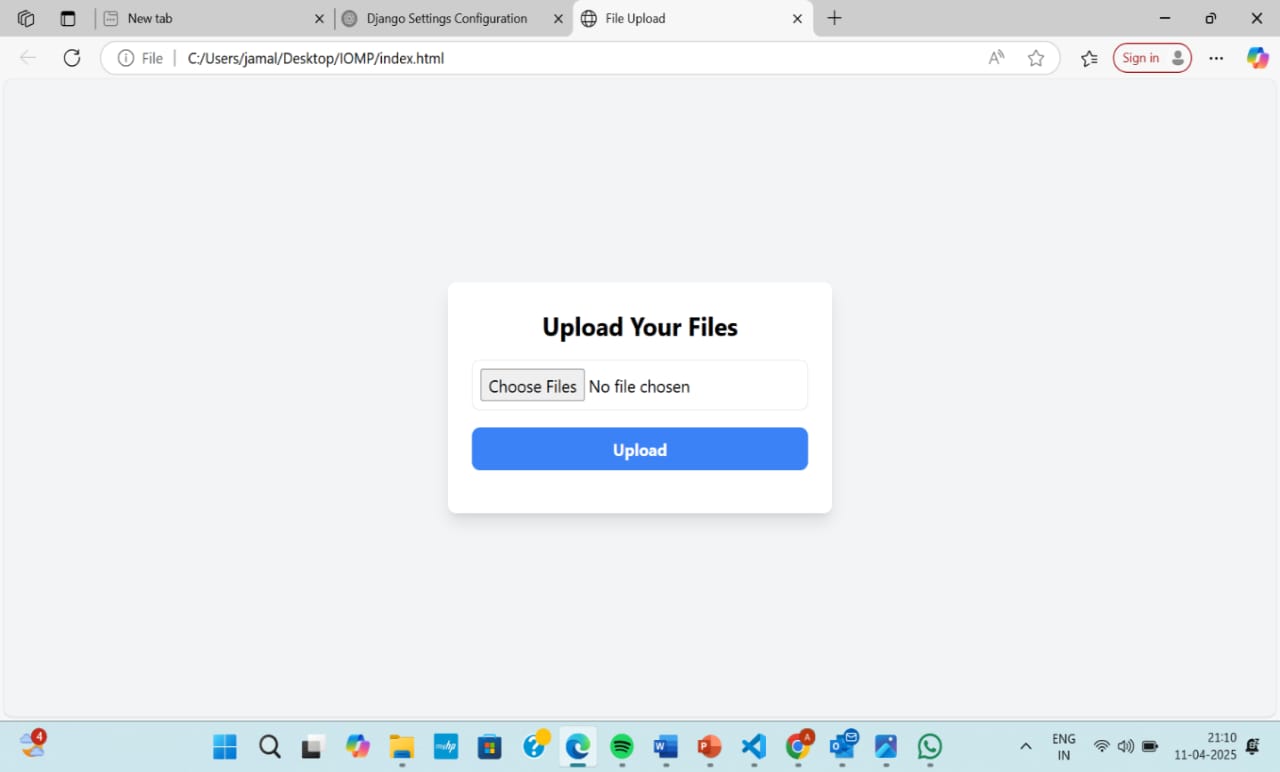 New tab
Django Settings Configuration
File Upload
File
C:/Users/jamal/Desktop/IOMP/index.html
Sign in
Upload Your Files
Choose Files No file chosen
Upload
4
myhp
A
ENG
IN
21:10
11-04-2025